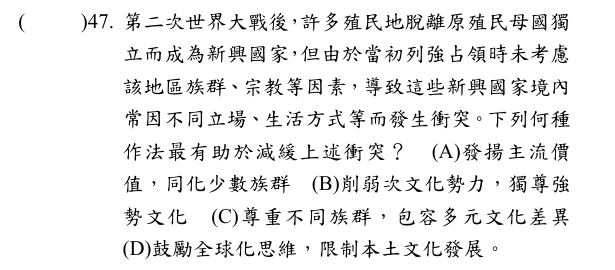 (　　)47. 第二次世界大戰後，許多殖民地脫離原殖民母國獨
立而成為新興國家，但由於當初列強占領時未考慮
該地區族群、宗教等因素，導致這些新興國家境內
常因不同立場、生活方式等而發生衝突。下列何種
作法最有助於減緩上述衝突？　(A)發揚主流價
值，同化少數族群　(B)削弱次文化勢力，獨尊強
勢文化　(C)尊重不同族群，包容多元文化差異
(D)鼓勵全球化思維，限制本土文化發展。